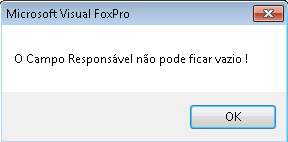 Microsoft Visual FoxPro
O Campo Responsável não pode ficar vazio !
OK